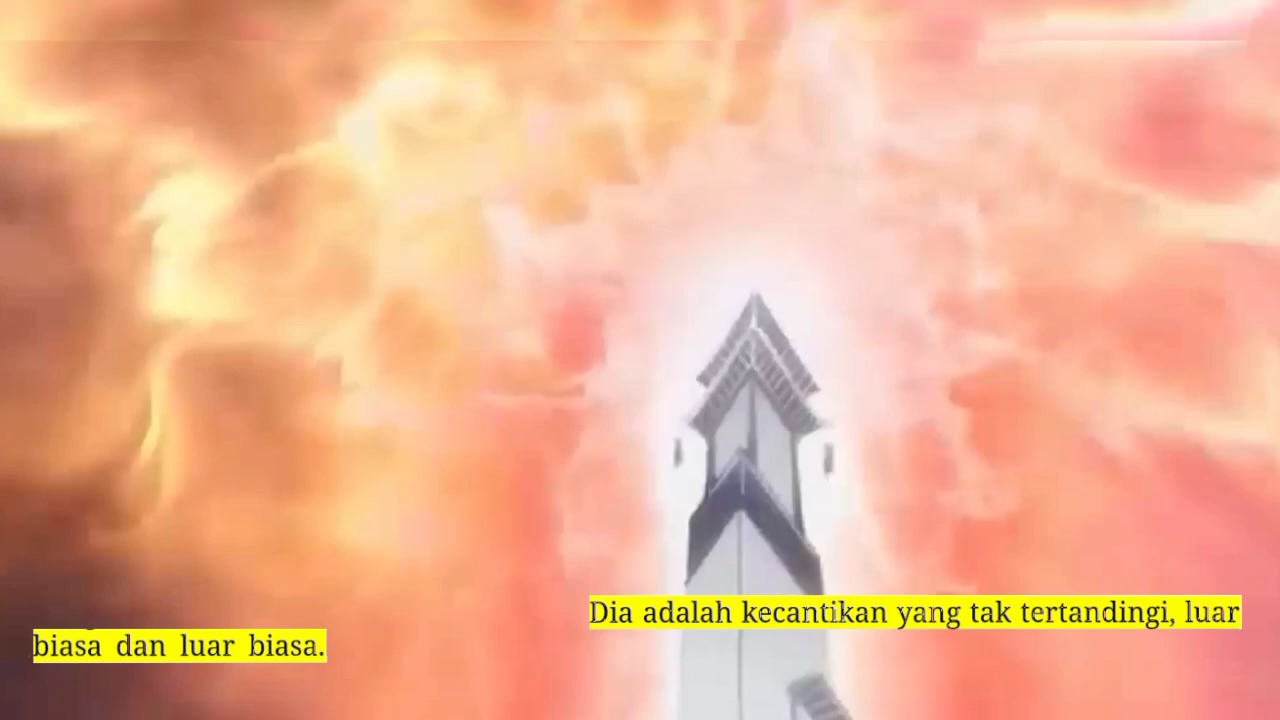 Dia adalah kecantikan yang tak tertandingi, luar
biasa dan luar biasa.